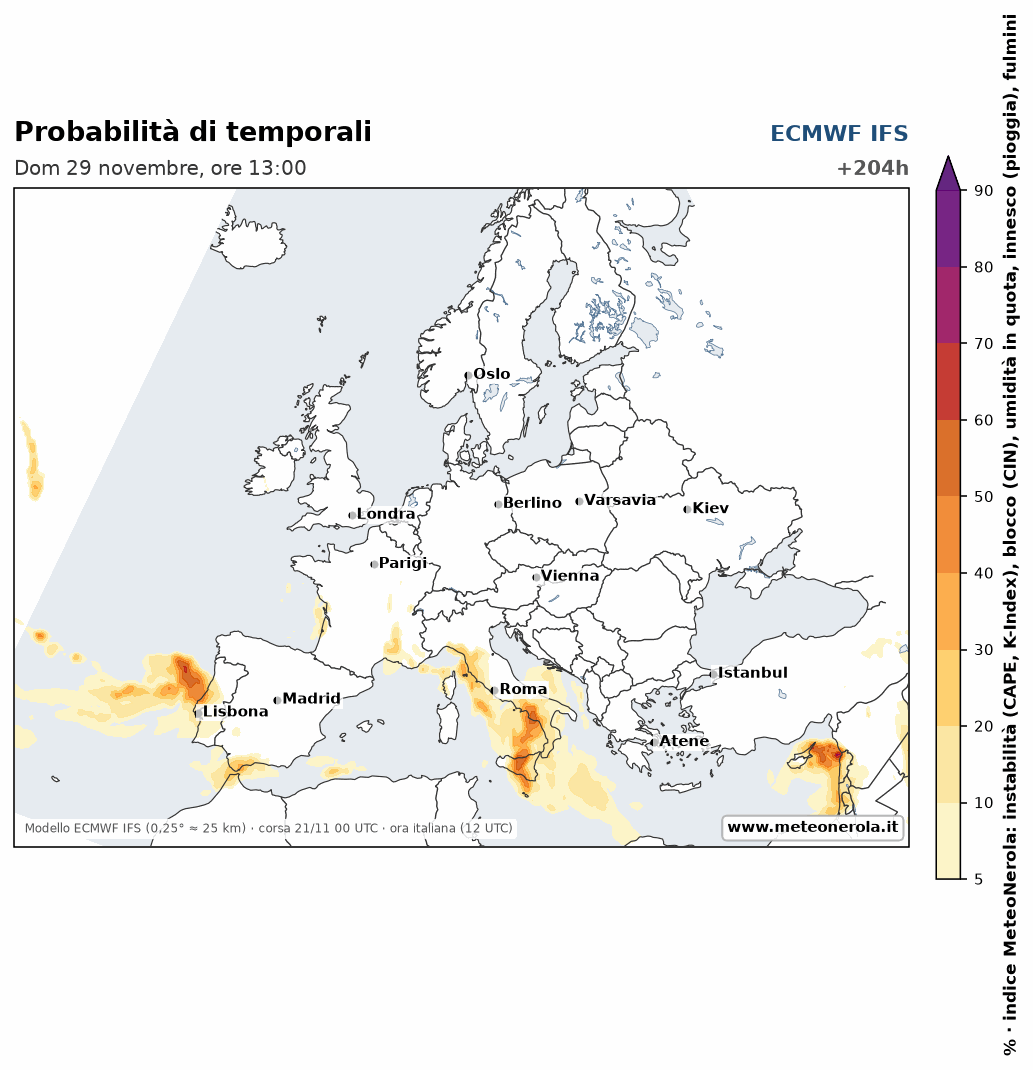 Probabilità di temporali
ECMWF IFS
Dom 29 novembre, ore 13:00
+204h
Oslo
Londra
Berlino
Varsavia
Kiev
Parigi
Vienna
Istanbul
Roma
Madrid
Lisbona
Atene
Modello ECMWF IFS (0,25° ≈ 25 km) · corsa 21/11 00 UTC · ora italiana (12 UTC)
www.meteonerola.it
90
80
70
60
50
40
30
20
10
5
% · indice MeteoNerola: instabilità (CAPE, K-Index), blocco (CIN), umidità in quota, innesco (pioggia), fulmini